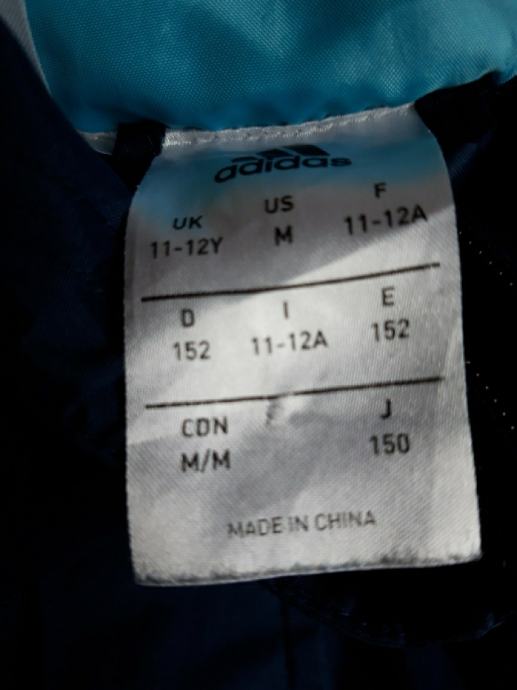 adidas
UK US F
11-12Y M 11-12A
D I E
152 11-12A 152
CDN J
M/M 150
MADE IN CHINA